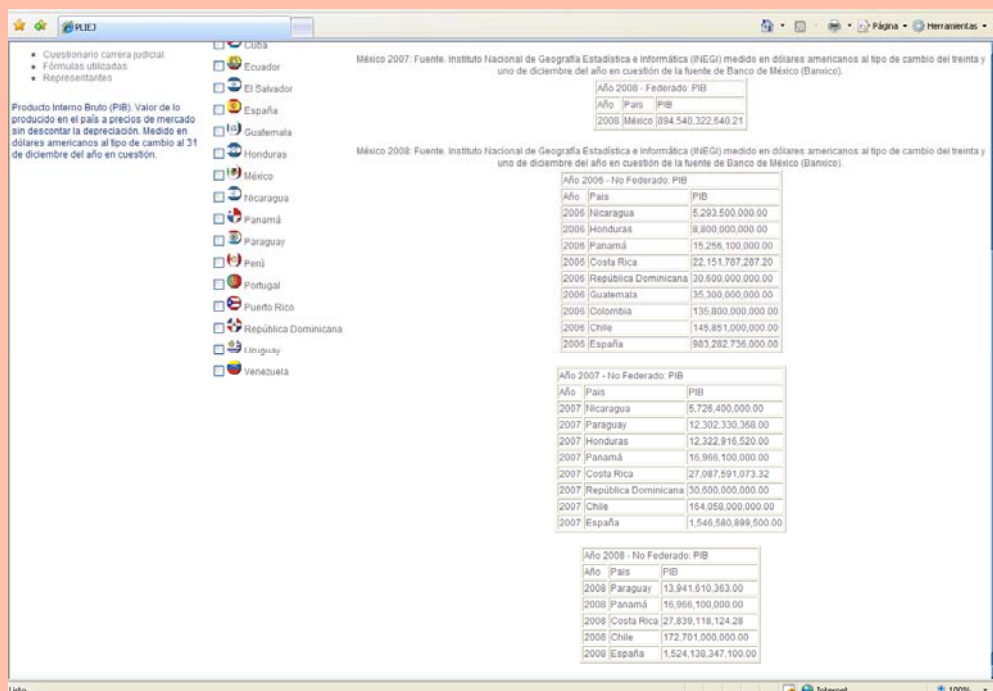 PLIEJ
Página
Herramientas
Cuestionario carrera judicial
Fórmulas utilizadas
Representantes
Producto Interno Bruto (PIB). Valor de lo
producido en el país a precios de mercado
sin descontar la depreciación. Medido en
dólares americanos al tipo de cambio al 31
de diciembre del año en cuestión.
Cuba
Ecuador
El Salvador
España
Guatemala
Honduras
México
Nicaragua
Panamá
Paraguay
Perú
Portugal
Puerto Rico
República Dominicana
Uruguay
Venezuela
México 2007: Fuente. Instituto Nacional de Geografía Estadística e Informática (INEGI) medido en dólares americanos al tipo de cambio del treinta y
uno de diciembre del año en cuestión de la fuente de Banco de México (Banxico).
Año 2008 - Federado: PIB
Año País PIB
2008 México 894,540,322,640.21
México 2008: Fuente. Instituto Nacional de Geografía Estadística e Informática (INEGI) medido en dólares americanos al tipo de cambio del treinta y
uno de diciembre del año en cuestión de la fuente de Banco de México (Banxico).
Año 2006 - No Federado: PIB
Año País PIB
2006 Nicaragua 5,293,500,000.00
2006 Honduras 8,800,000,000.00
2006 Panamá 15,256,100,000.00
2006 Costa Rica 22,151,787,287.20
2006 República Dominicana 30,600,000,000.00
2006 Guatemala 35,300,000,000.00
2006 Colombia 135,800,000,000.00
2006 Chile 145,851,000,000.00
2006 España 983,282,736,000.00
Año 2007 - No Federado: PIB
Año País PIB
2007 Nicaragua 5,726,400,000.00
2007 Paraguay 12,302,330,368.00
2007 Honduras 12,322,916,520.00
2007 Panamá 16,966,100,000.00
2007 Costa Rica 27,087,591,073.32
2007 República Dominicana 30,600,000,000.00
2007 Chile 164,058,000,000.00
2007 España 1,546,580,899,500.00
Año 2008 - No Federado: PIB
Año País PIB
2008 Paraguay 13,941,610,363.00
2008 Panamá 16,966,100,000.00
2008 Costa Rica 27,839,118,124.28
2008 Chile 172,701,000,000.00
2008 España 1,524,138,347,100.00
Listo
Internet
100%